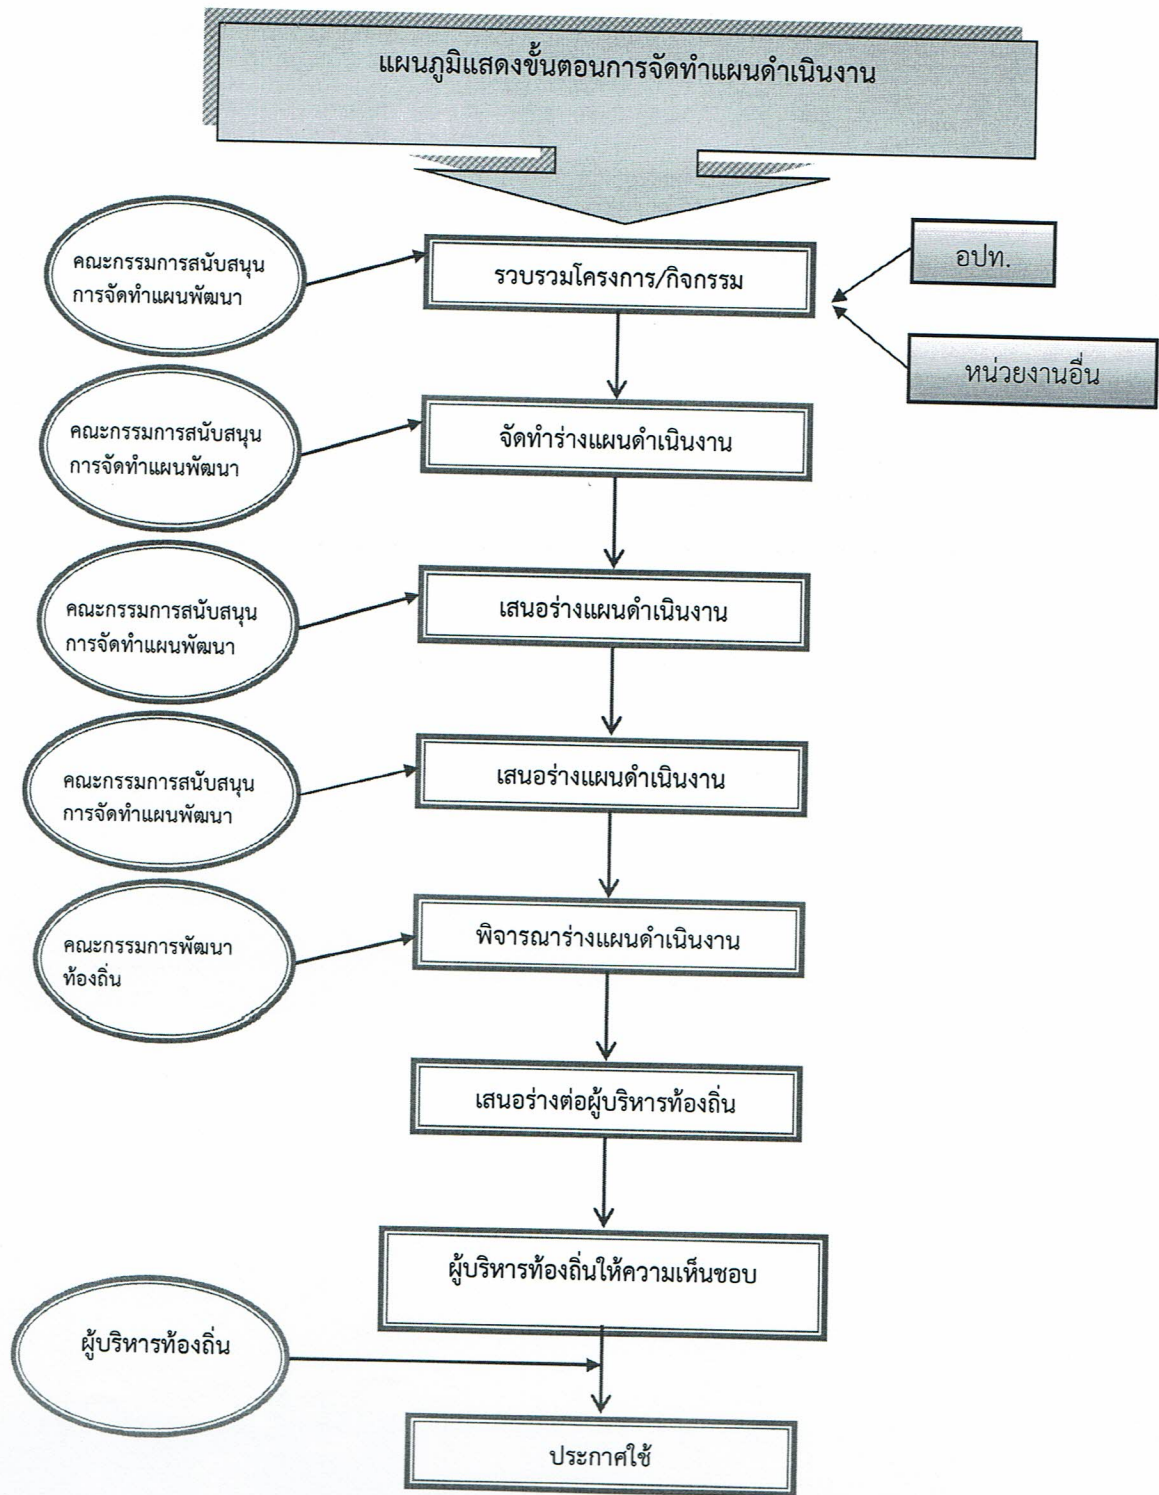 แผนภูมิแสดงขั้นตอนการจัดทำแผนดำเนินงาน
คณะกรรมการสนับสนุน
การจัดทำแผนพัฒนา
รวบรวมโครงการ/กิจกรรม
อปท.
หน่วยงานอื่น
คณะกรรมการสนับสนุน
การจัดทำแผนพัฒนา
จัดทำร่างแผนดำเนินงาน
คณะกรรมการสนับสนุน
การจัดทำแผนพัฒนา
เสนอร่างแผนดำเนินงาน
คณะกรรมการสนับสนุน
การจัดทำแผนพัฒนา
เสนอร่างแผนดำเนินงาน
คณะกรรมการพัฒนา
ท้องถิ่น
พิจารณาร่างแผนดำเนินงาน
เสนอร่างต่อผู้บริหารท้องถิ่น
ผู้บริหารท้องถิ่นให้ความเห็นชอบ
ผู้บริหารท้องถิ่น
ประกาศใช้